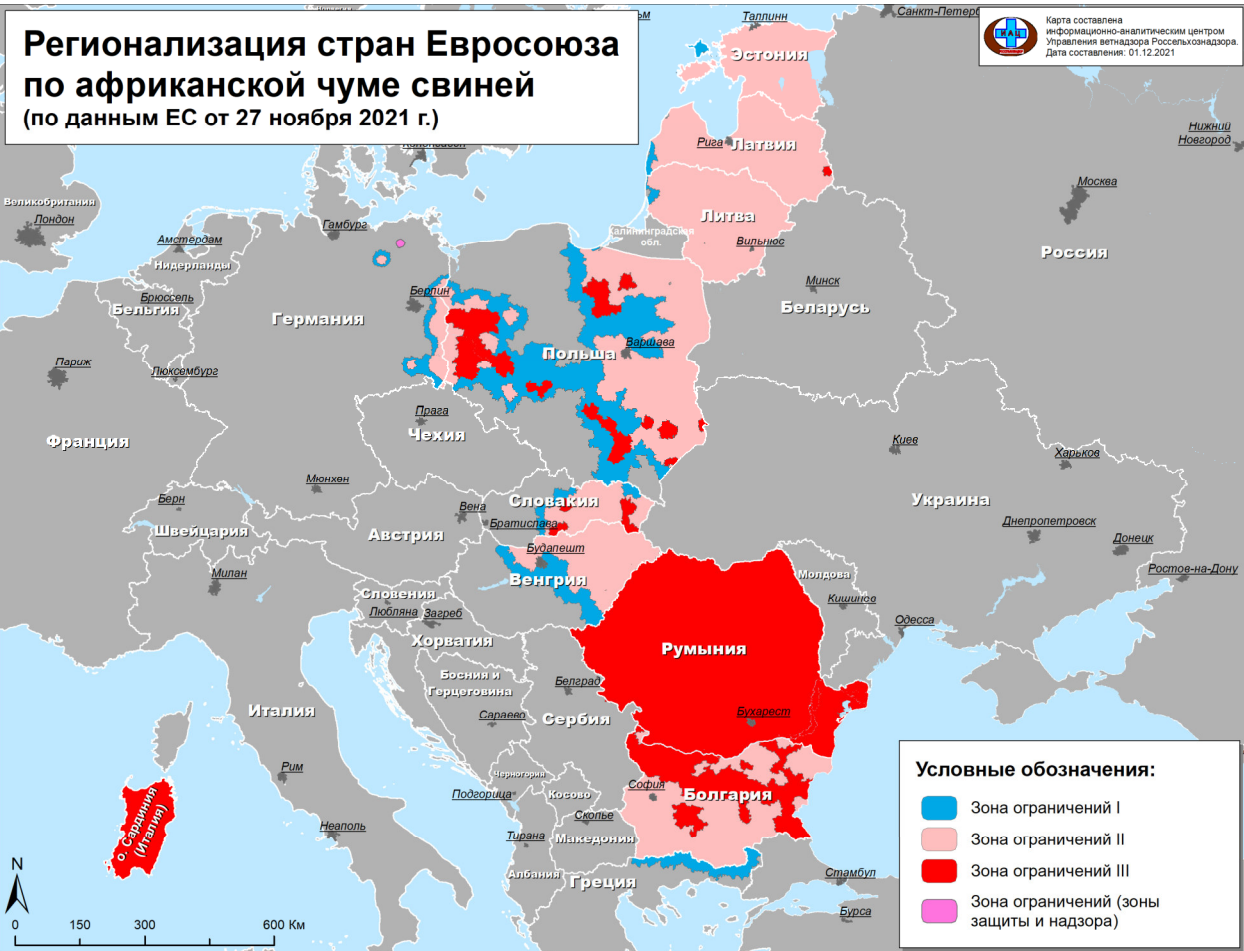 Регионализация стран Евросоюза
по африканской чуме свиней
(по данным ЕС от 27 ноября 2021 г.)
Карта составлена
информационно-аналитическим центром
Управления ветнадзора Россельхознадзора.
Дата составления: 01.12.2021
ИАЦ
Таллинн
Санкт-Петерб
Эстония
Рига
Латвия
Нижний
Новгород
Москва
Великобритания
Лондон
Литва
Калининградская
обл.
Вильнюс
Гамбург
Амстердам
Нидерланды
Россия
Минск
Беларусь
Берлин
Брюссель
Бельгия
Германия
Польша
Варшава
Париж
Люксембург
Прага
Чехия
Франция
Киев
Харьков
Мюнхен
Словакия
Украина
Берн
Вена
Братислава
Швейцария
Австрия
Днепропетровск
Донецк
Будапешт
Венгрия
Милан
Молдова
Ростов-на-Дону
Словения
Любляна
Загреб
Кишинев
Одесса
Хорватия
Румыния
Босния и
Герцеговина
Белград
Италия
Сараево
Сербия
Бухарест
Рим
Черногория
Подгорица
Косово
София
Болгария
о. Сардиния
(Италия)
Неаполь
Скопье
Тирана
Македония
Албания
Греция
Стамбул
Бурса
Условные обозначения:
Зона ограничений I
Зона ограничений II
Зона ограничений III
Зона ограничений (зоны
защиты и надзора)
N
0 150 300 600 Км